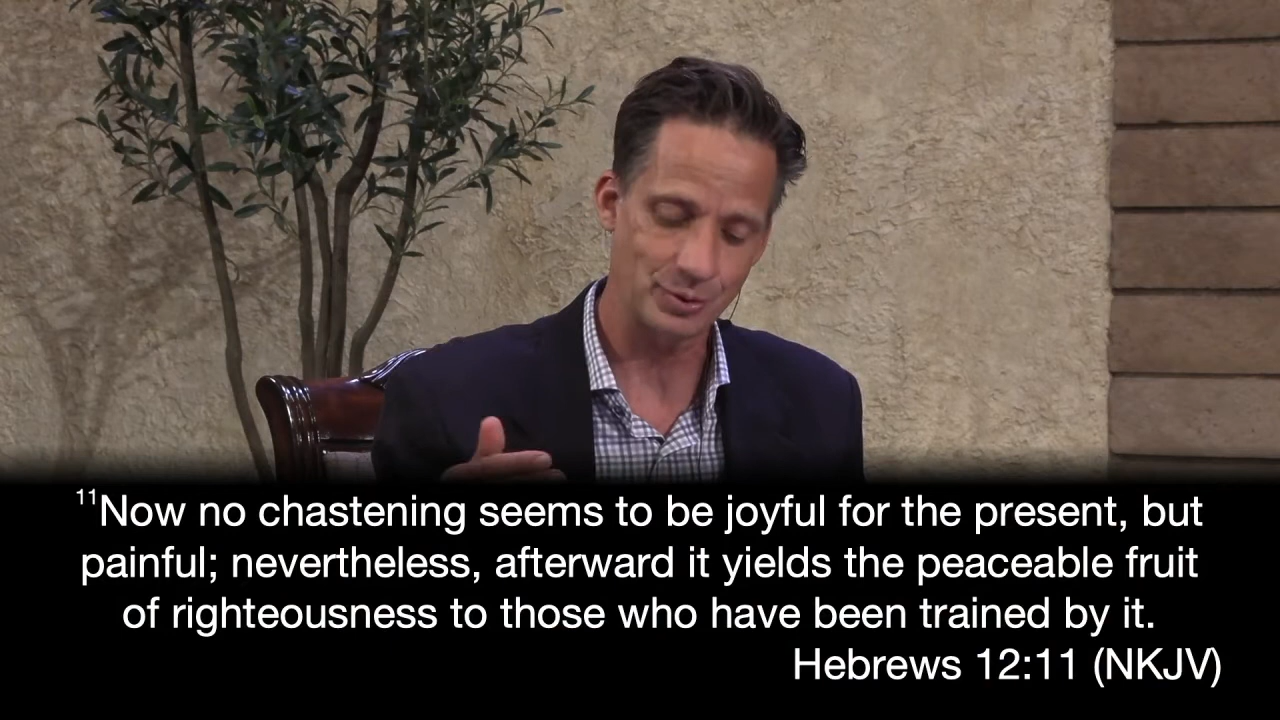 ¹¹Now no chastening seems to be joyful for the present, but
painful; nevertheless, afterward it yields the peaceable fruit
of righteousness to those who have been trained by it.
Hebrews 12:11 (NKJV)